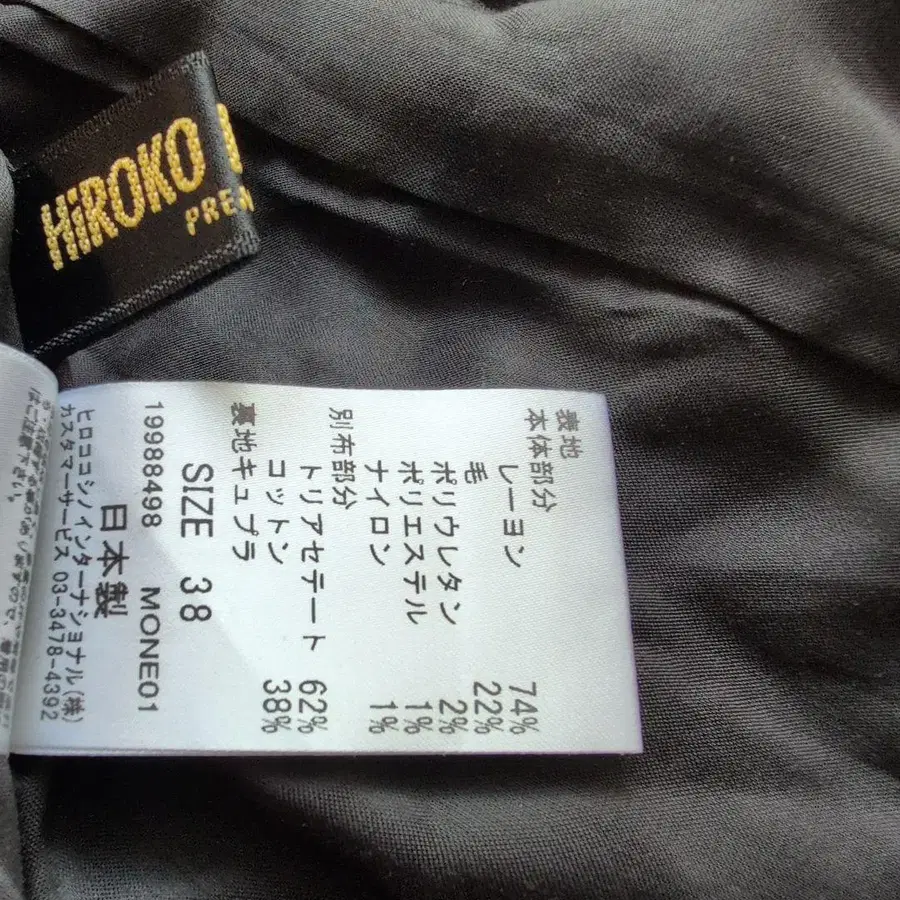 HiROKO
表地
本体部分
レーヨン 74%
毛 22%
ポリウレタン 2%
ポリエステル 1%
ナイロン 1%
別布部分
トリアセテート 62%
コットン 38%
裏地キュプラ
SIZE 38
19988498 MONE01
日本製
ヒロココシノインターナショナル(株)
カスタマーサービス 03-3478-4392